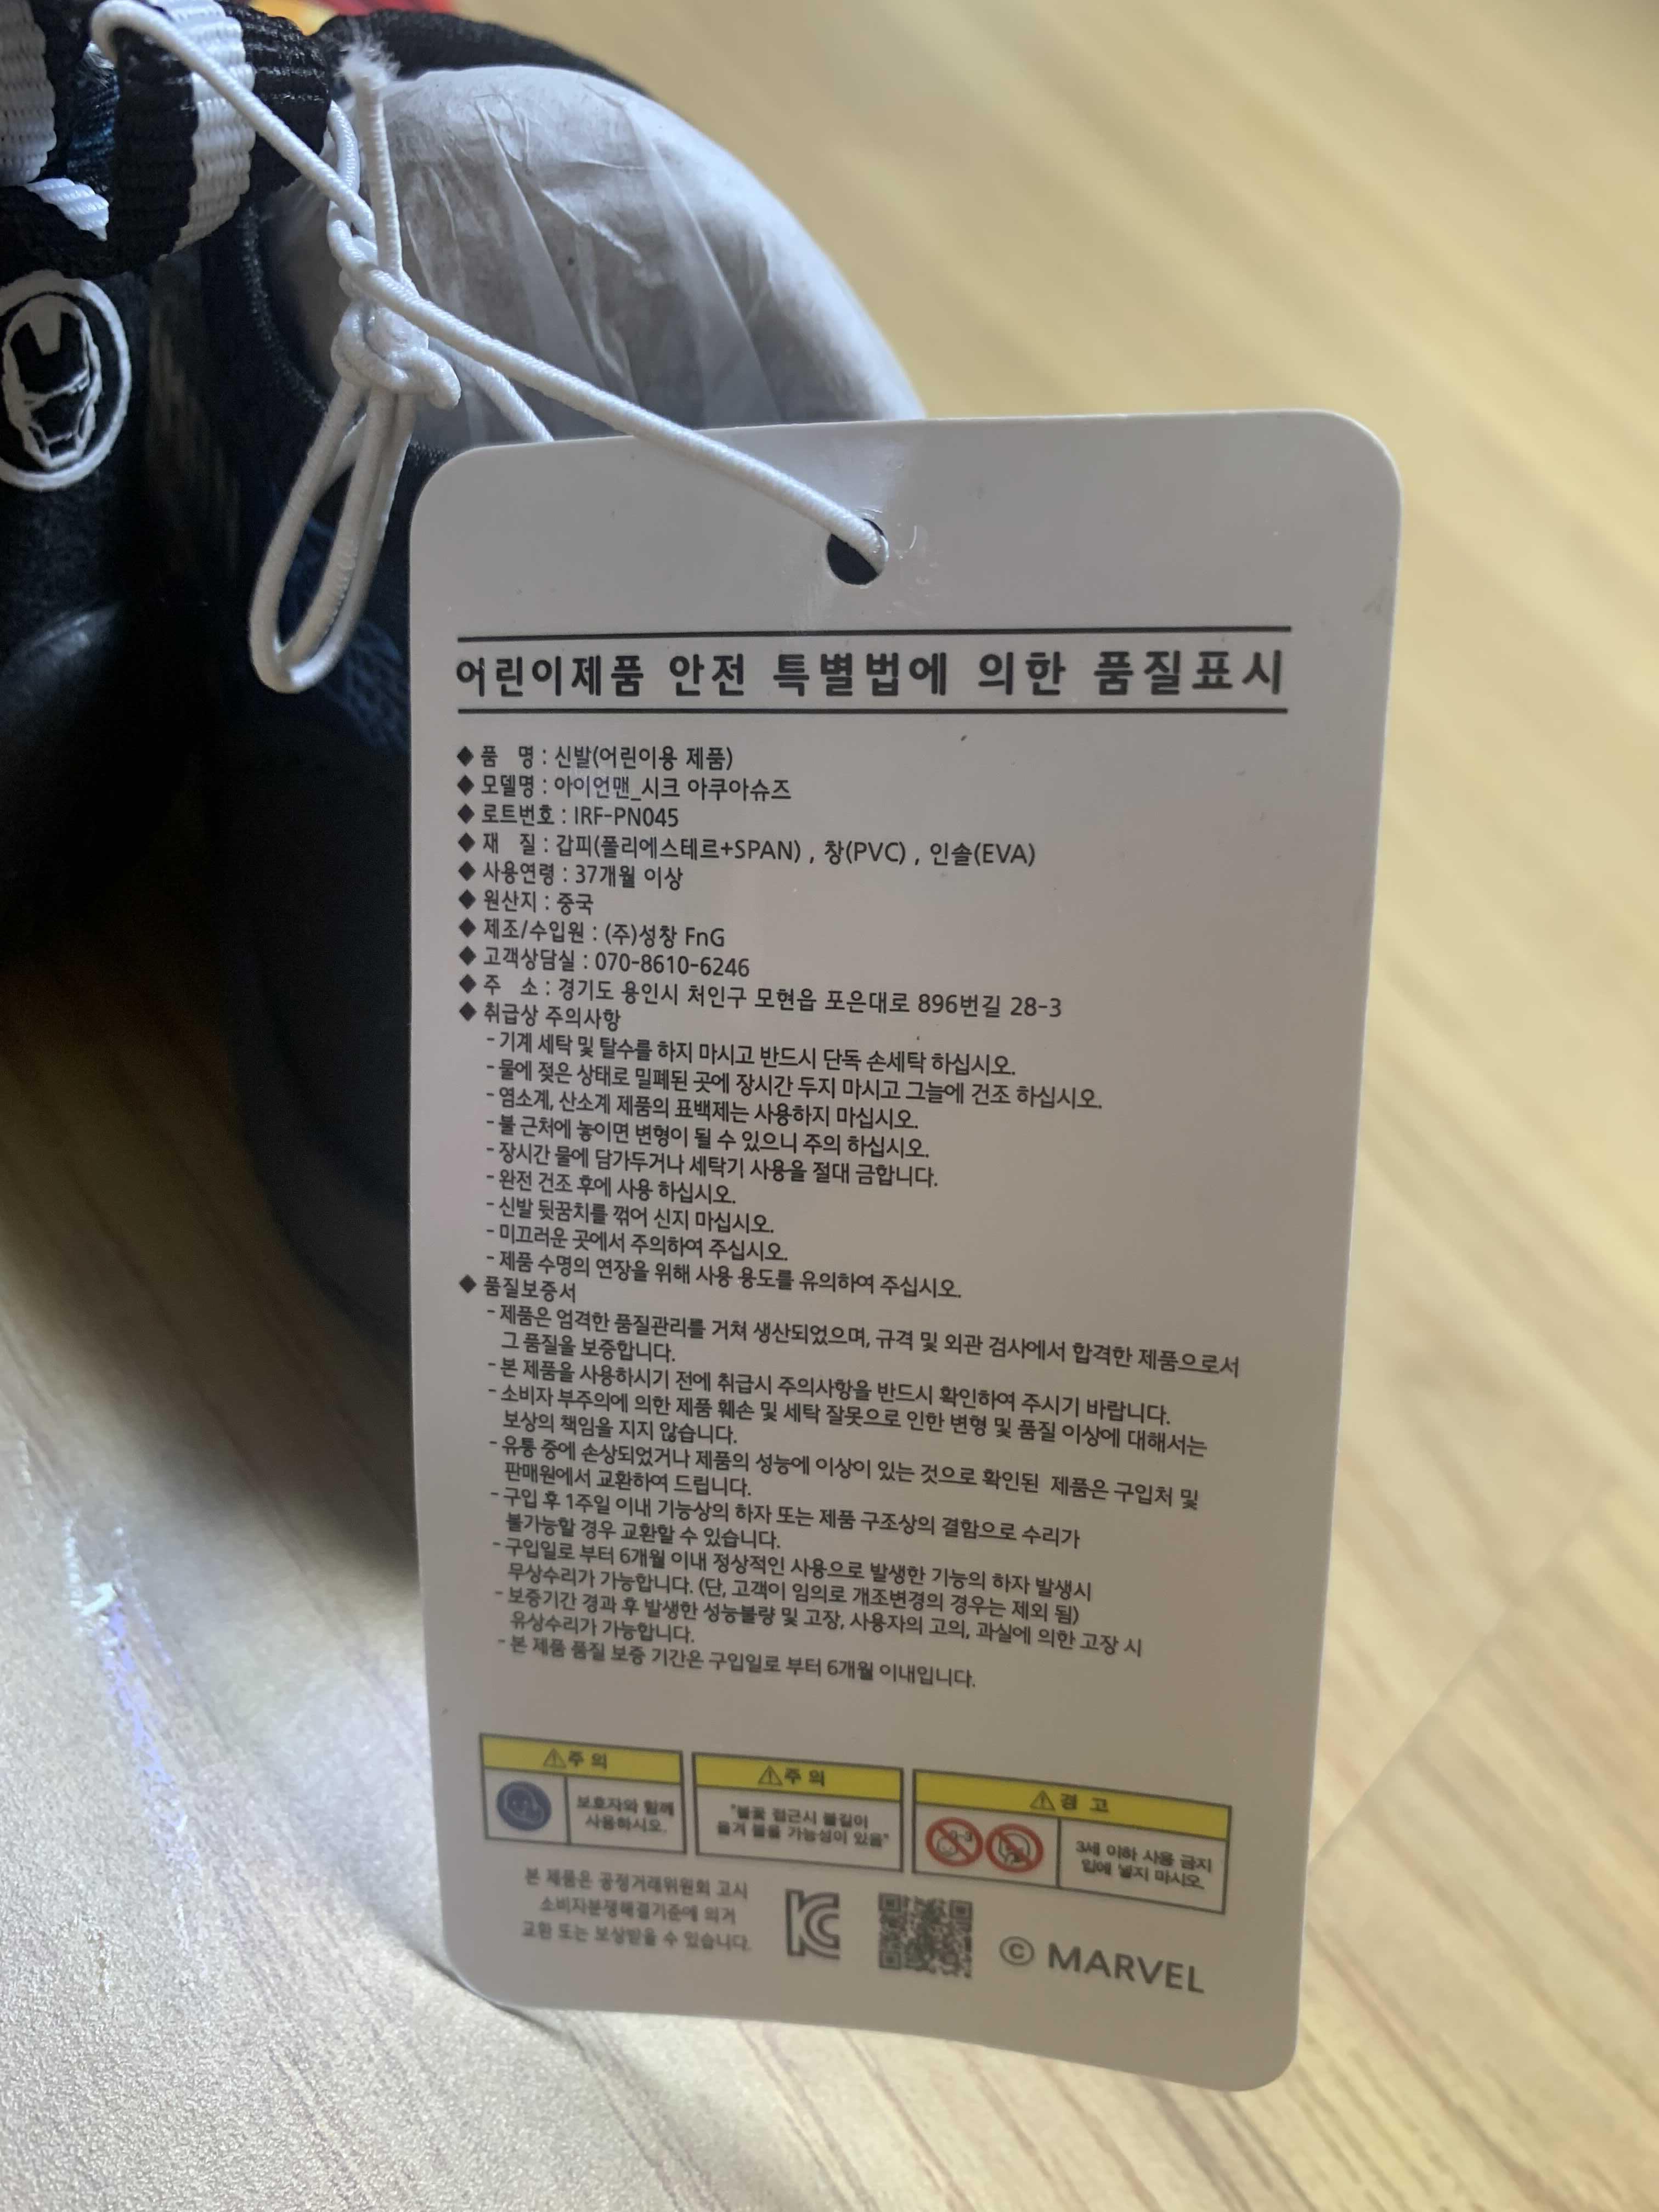 어린이제품 안전 특별법에 의한 품질표시
◆ 품 명 : 신발(어린이용 제품)
◆ 모델명 : 아이언맨_시크 아쿠아슈즈
◆ 로트번호 : IRF-PN045
◆ 재 질 : 갑피(폴리에스테르+SPAN) , 창(PVC) , 인솔(EVA)
◆ 사용연령 : 37개월 이상
◆ 원산지 : 중국
◆ 제조/수입원 : (주)성창 FnG
◆ 고객상담실 : 070-8610-6246
◆ 주 소 : 경기도 용인시 처인구 모현읍 포은대로 896번길 28-3
◆ 취급상 주의사항
- 기계 세탁 및 탈수를 하지 마시고 반드시 단독 손세탁 하십시오.
- 물에 젖은 상태로 밀폐된 곳에 장시간 두지 마시고 그늘에 건조 하십시오.
- 염소계, 산소계 제품의 표백제는 사용하지 마십시오.
- 불 근처에 놓이면 변형이 될 수 있으니 주의 하십시오.
- 장시간 물에 담가두거나 세탁기 사용을 절대 금합니다.
- 완전 건조 후에 사용 하십시오.
- 신발 뒷꿈치를 꺾어 신지 마십시오.
- 미끄러운 곳에서 주의하여 주십시오.
- 제품 수명의 연장을 위해 사용 용도를 유의하여 주십시오.
◆ 품질보증서
- 제품은 엄격한 품질관리를 거쳐 생산되었으며, 규격 및 외관 검사에서 합격한 제품으로서
그 품질을 보증합니다.
- 본 제품을 사용하시기 전에 취급시 주의사항을 반드시 확인하여 주시기 바랍니다.
- 소비자 부주의에 의한 제품 훼손 및 세탁 잘못으로 인한 변형 및 품질 이상에 대해서는
보상의 책임을 지지 않습니다.
- 유통 중에 손상되었거나 제품의 성능에 이상이 있는 것으로 확인된 제품은 구입처 및
판매원에서 교환하여 드립니다.
- 구입 후 1주일 이내 기능상의 하자 또는 제품 구조상의 결함으로 수리가
불가능할 경우 교환할 수 있습니다.
- 구입일로 부터 6개월 이내 정상적인 사용으로 발생한 기능의 하자 발생시
무상수리가 가능합니다. (단, 고객이 임의로 개조변경의 경우는 제외 됨)
- 보증기간 경과 후 발생한 성능불량 및 고장, 사용자의 고의, 과실에 의한 고장 시
유상수리가 가능합니다.
- 본 제품 품질 보증 기간은 구입일로 부터 6개월 이내입니다.
⚠주 의
보호자와 함께
사용하시오.
⚠주 의
"불꽃 접근시 불길이
옮겨 붙을 가능성이 있음"
⚠경 고
0-3
3세 이하 사용 금지
입에 넣지 마시오.
본 제품은 공정거래위원회 고시
소비자분쟁해결기준에 의거
교환 또는 보상받을 수 있습니다.
KC
© MARVEL